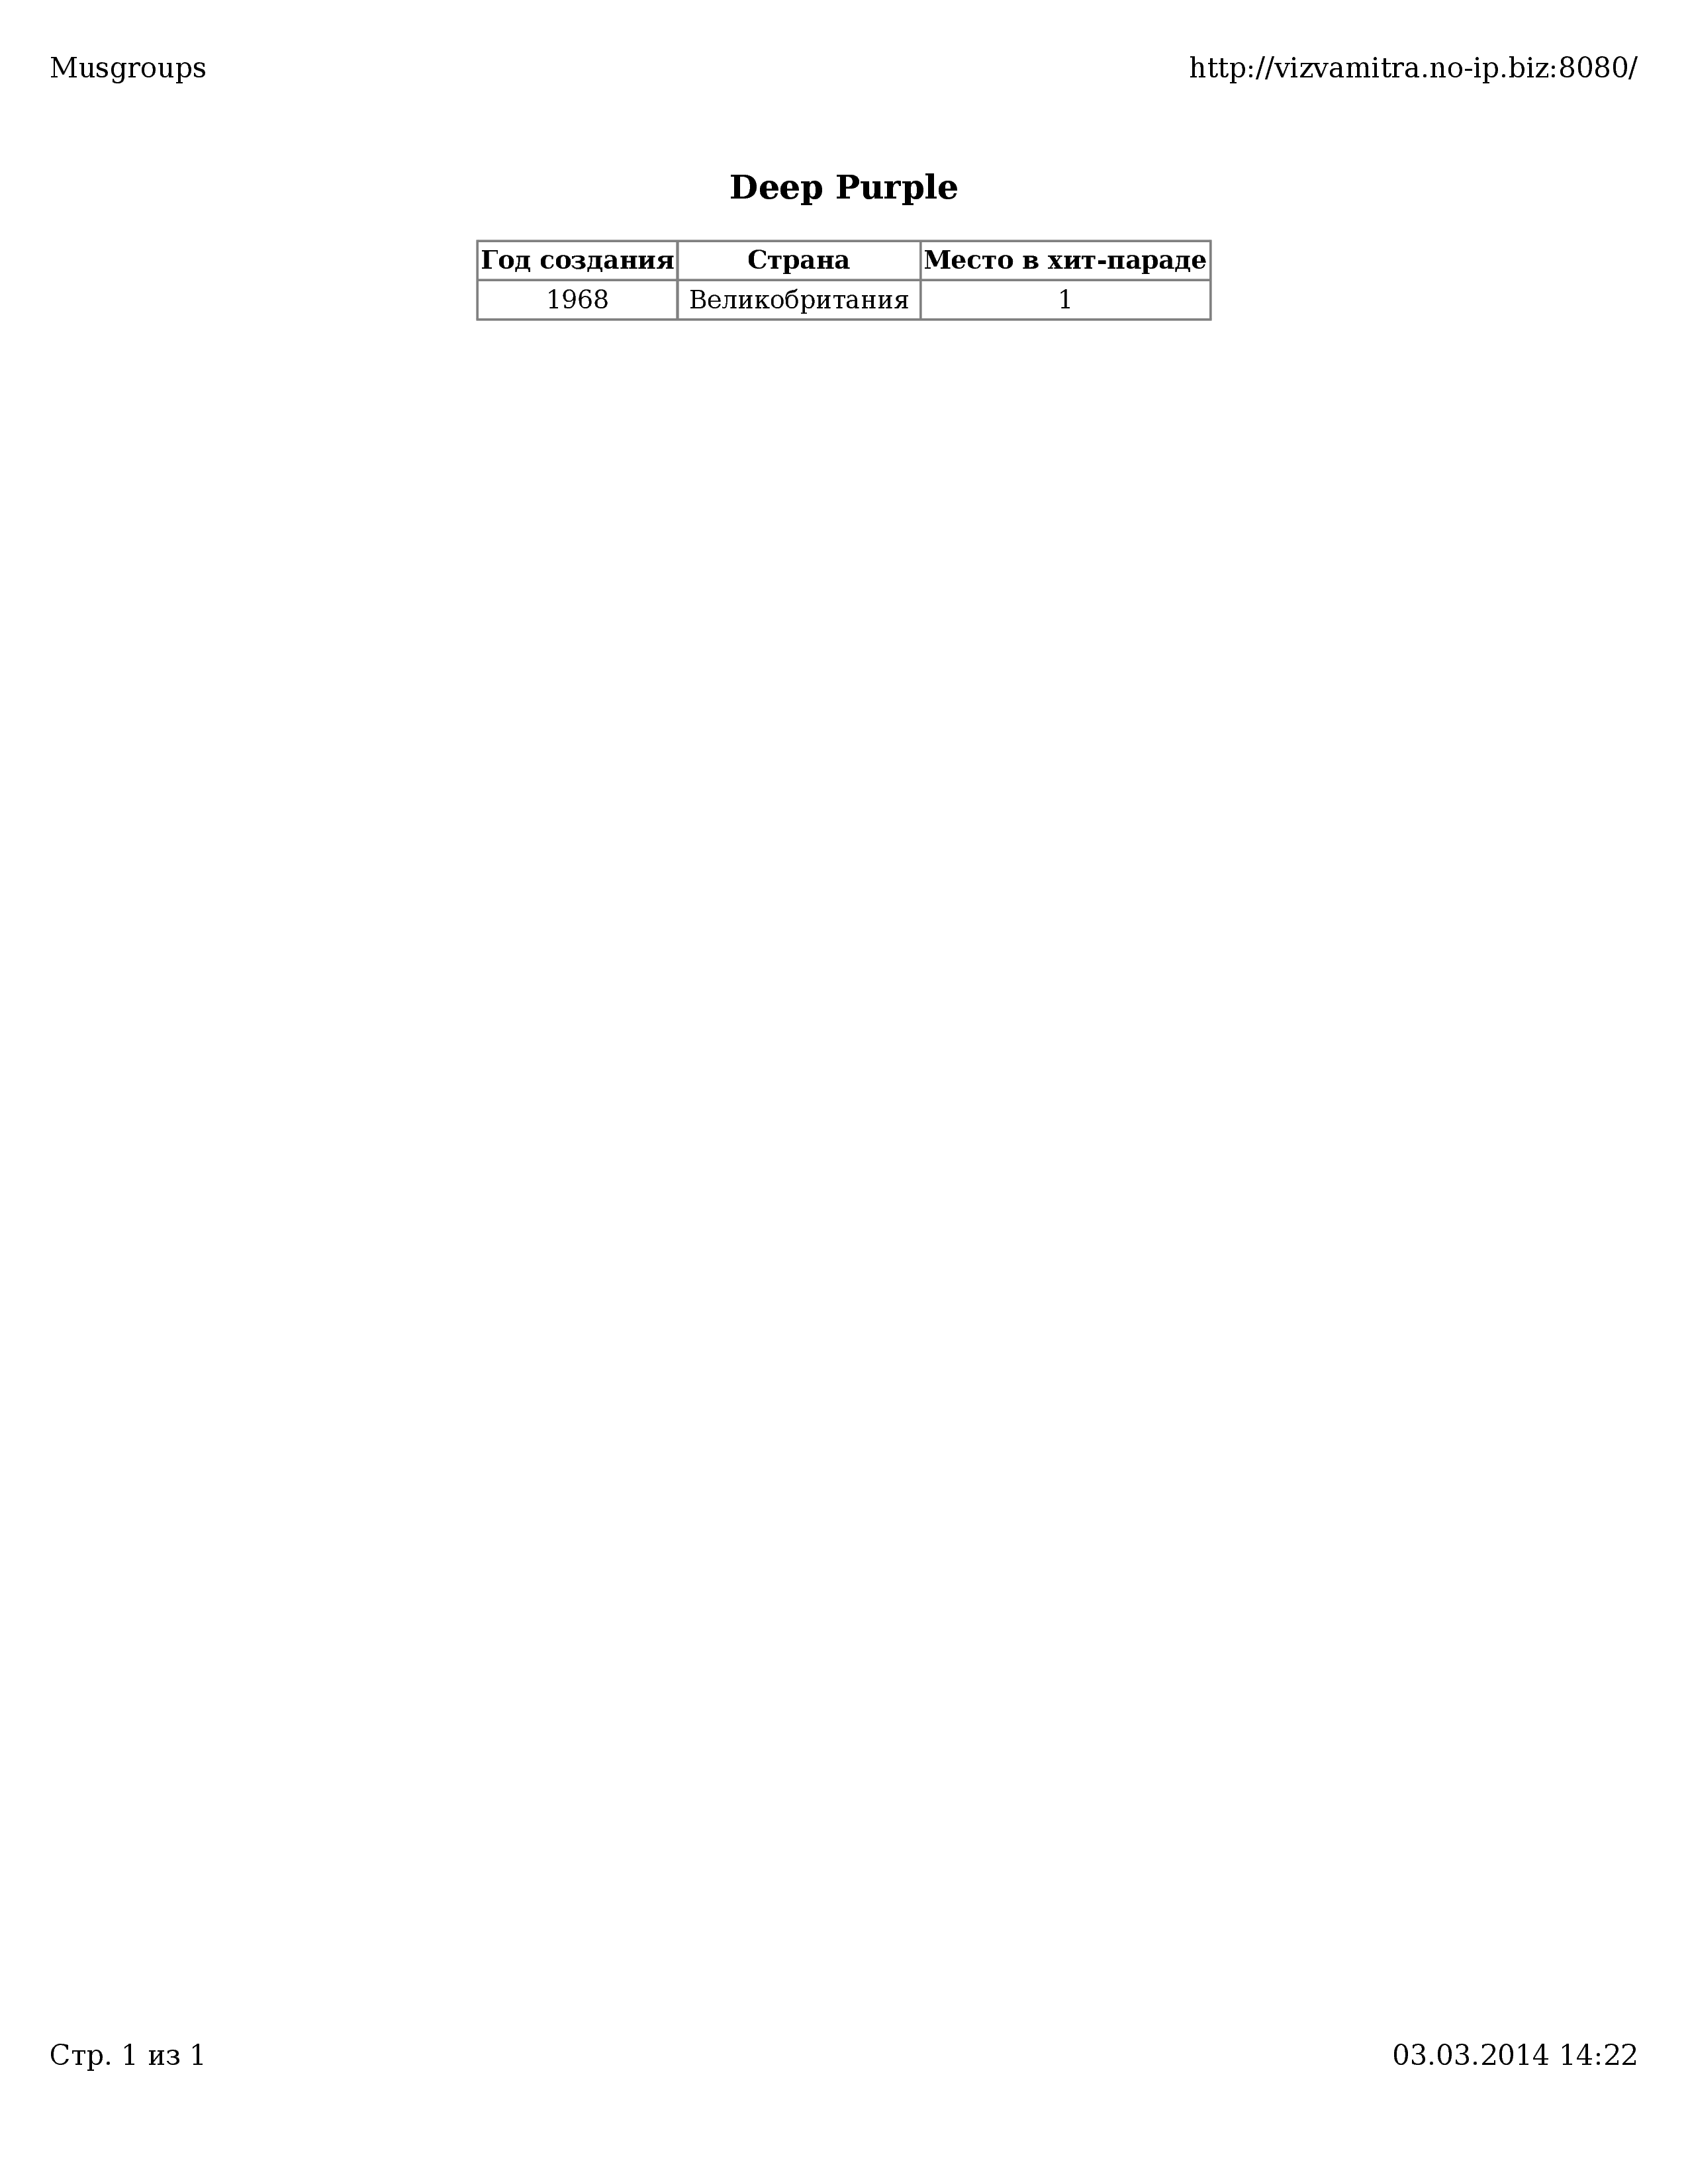 Musgroups http://vizvamitra.no-ip.biz:8080/
Deep Purple
Год создания Страна Место в хит-параде
1968 Великобритания 1
Стр. 1 из 1 03.03.2014 14:22